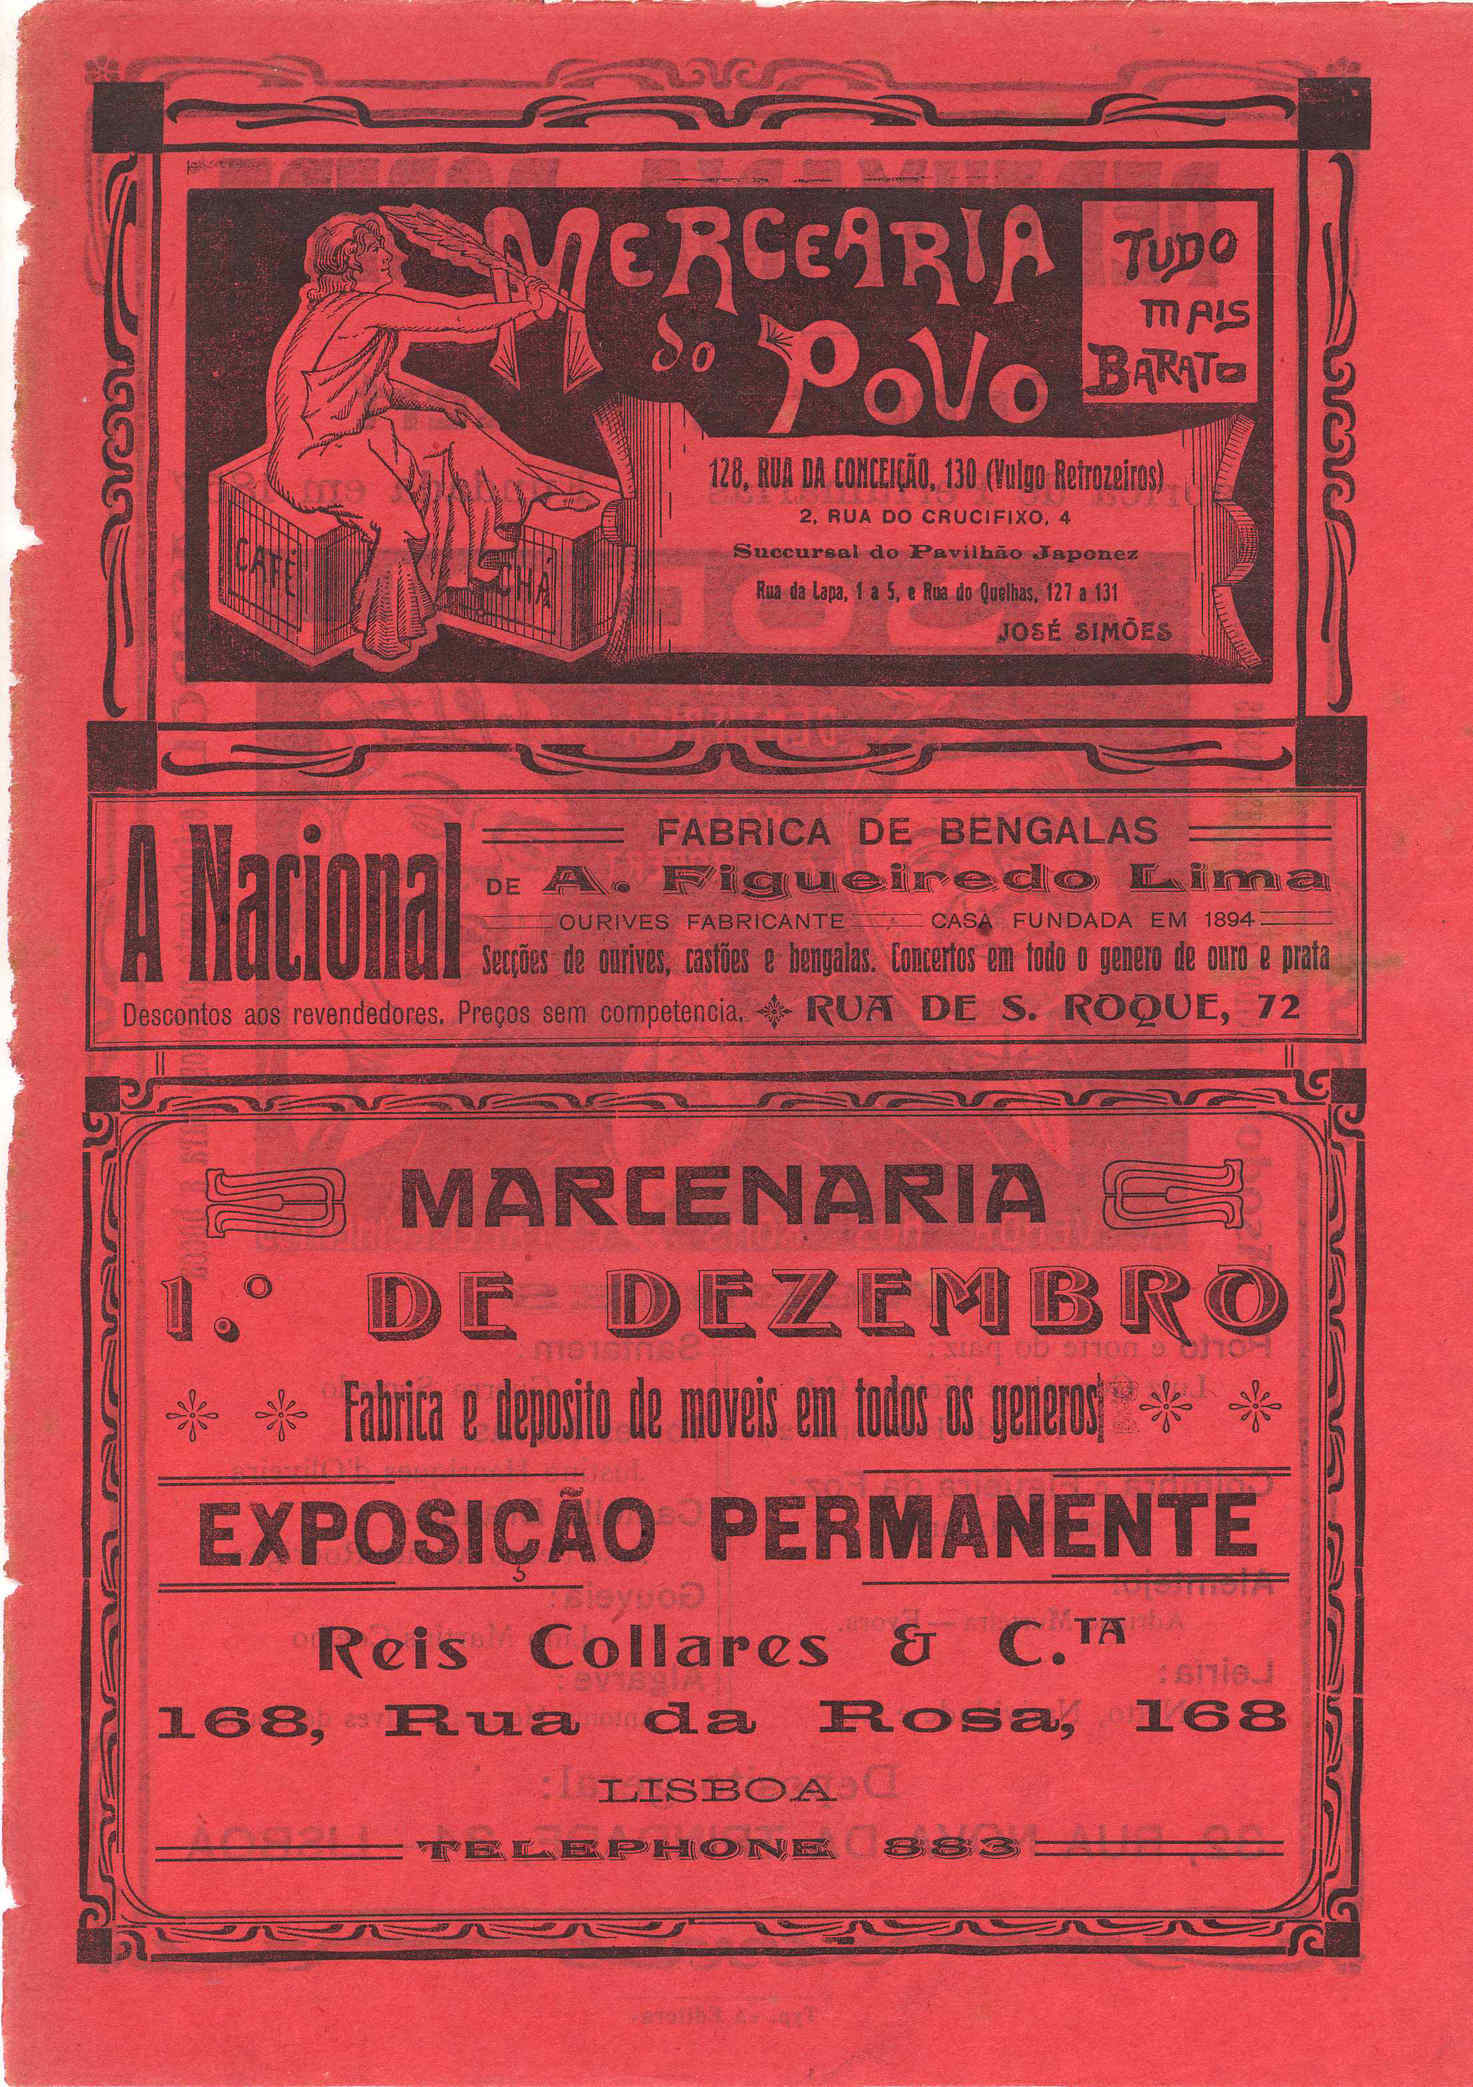 MERCEARIA
do POVO
TUDO
MAIS
BARATO
CAFÉ
CHÁ
128, RUA DA CONCEIÇÃO, 130 (Vulgo Retrozeiros)
2, RUA DO CRUCIFIXO, 4
Succursal do Pavilhão Japonez
Rua da Lapa, 1 a 5, e Rua do Quelhas, 127 a 131
JOSÉ SIMÕES
A Nacional
FABRICA DE BENGALAS
DE A. Figueiredo Lima
OURIVES FABRICANTE CASA FUNDADA EM 1894
Secções de ourives, castões e bengalas. Concertos em todo o genero de ouro e prata
Descontos aos revendedores. Preços sem competencia. RUA DE S. ROQUE, 72
MARCENARIA
1.º DE DEZEMBRO
Fabrica e deposito de moveis em todos os generos
EXPOSIÇÃO PERMANENTE
Reis Collares & C.TA
168, Rua da Rosa, 168
LISBOA
TELEPHONE 883